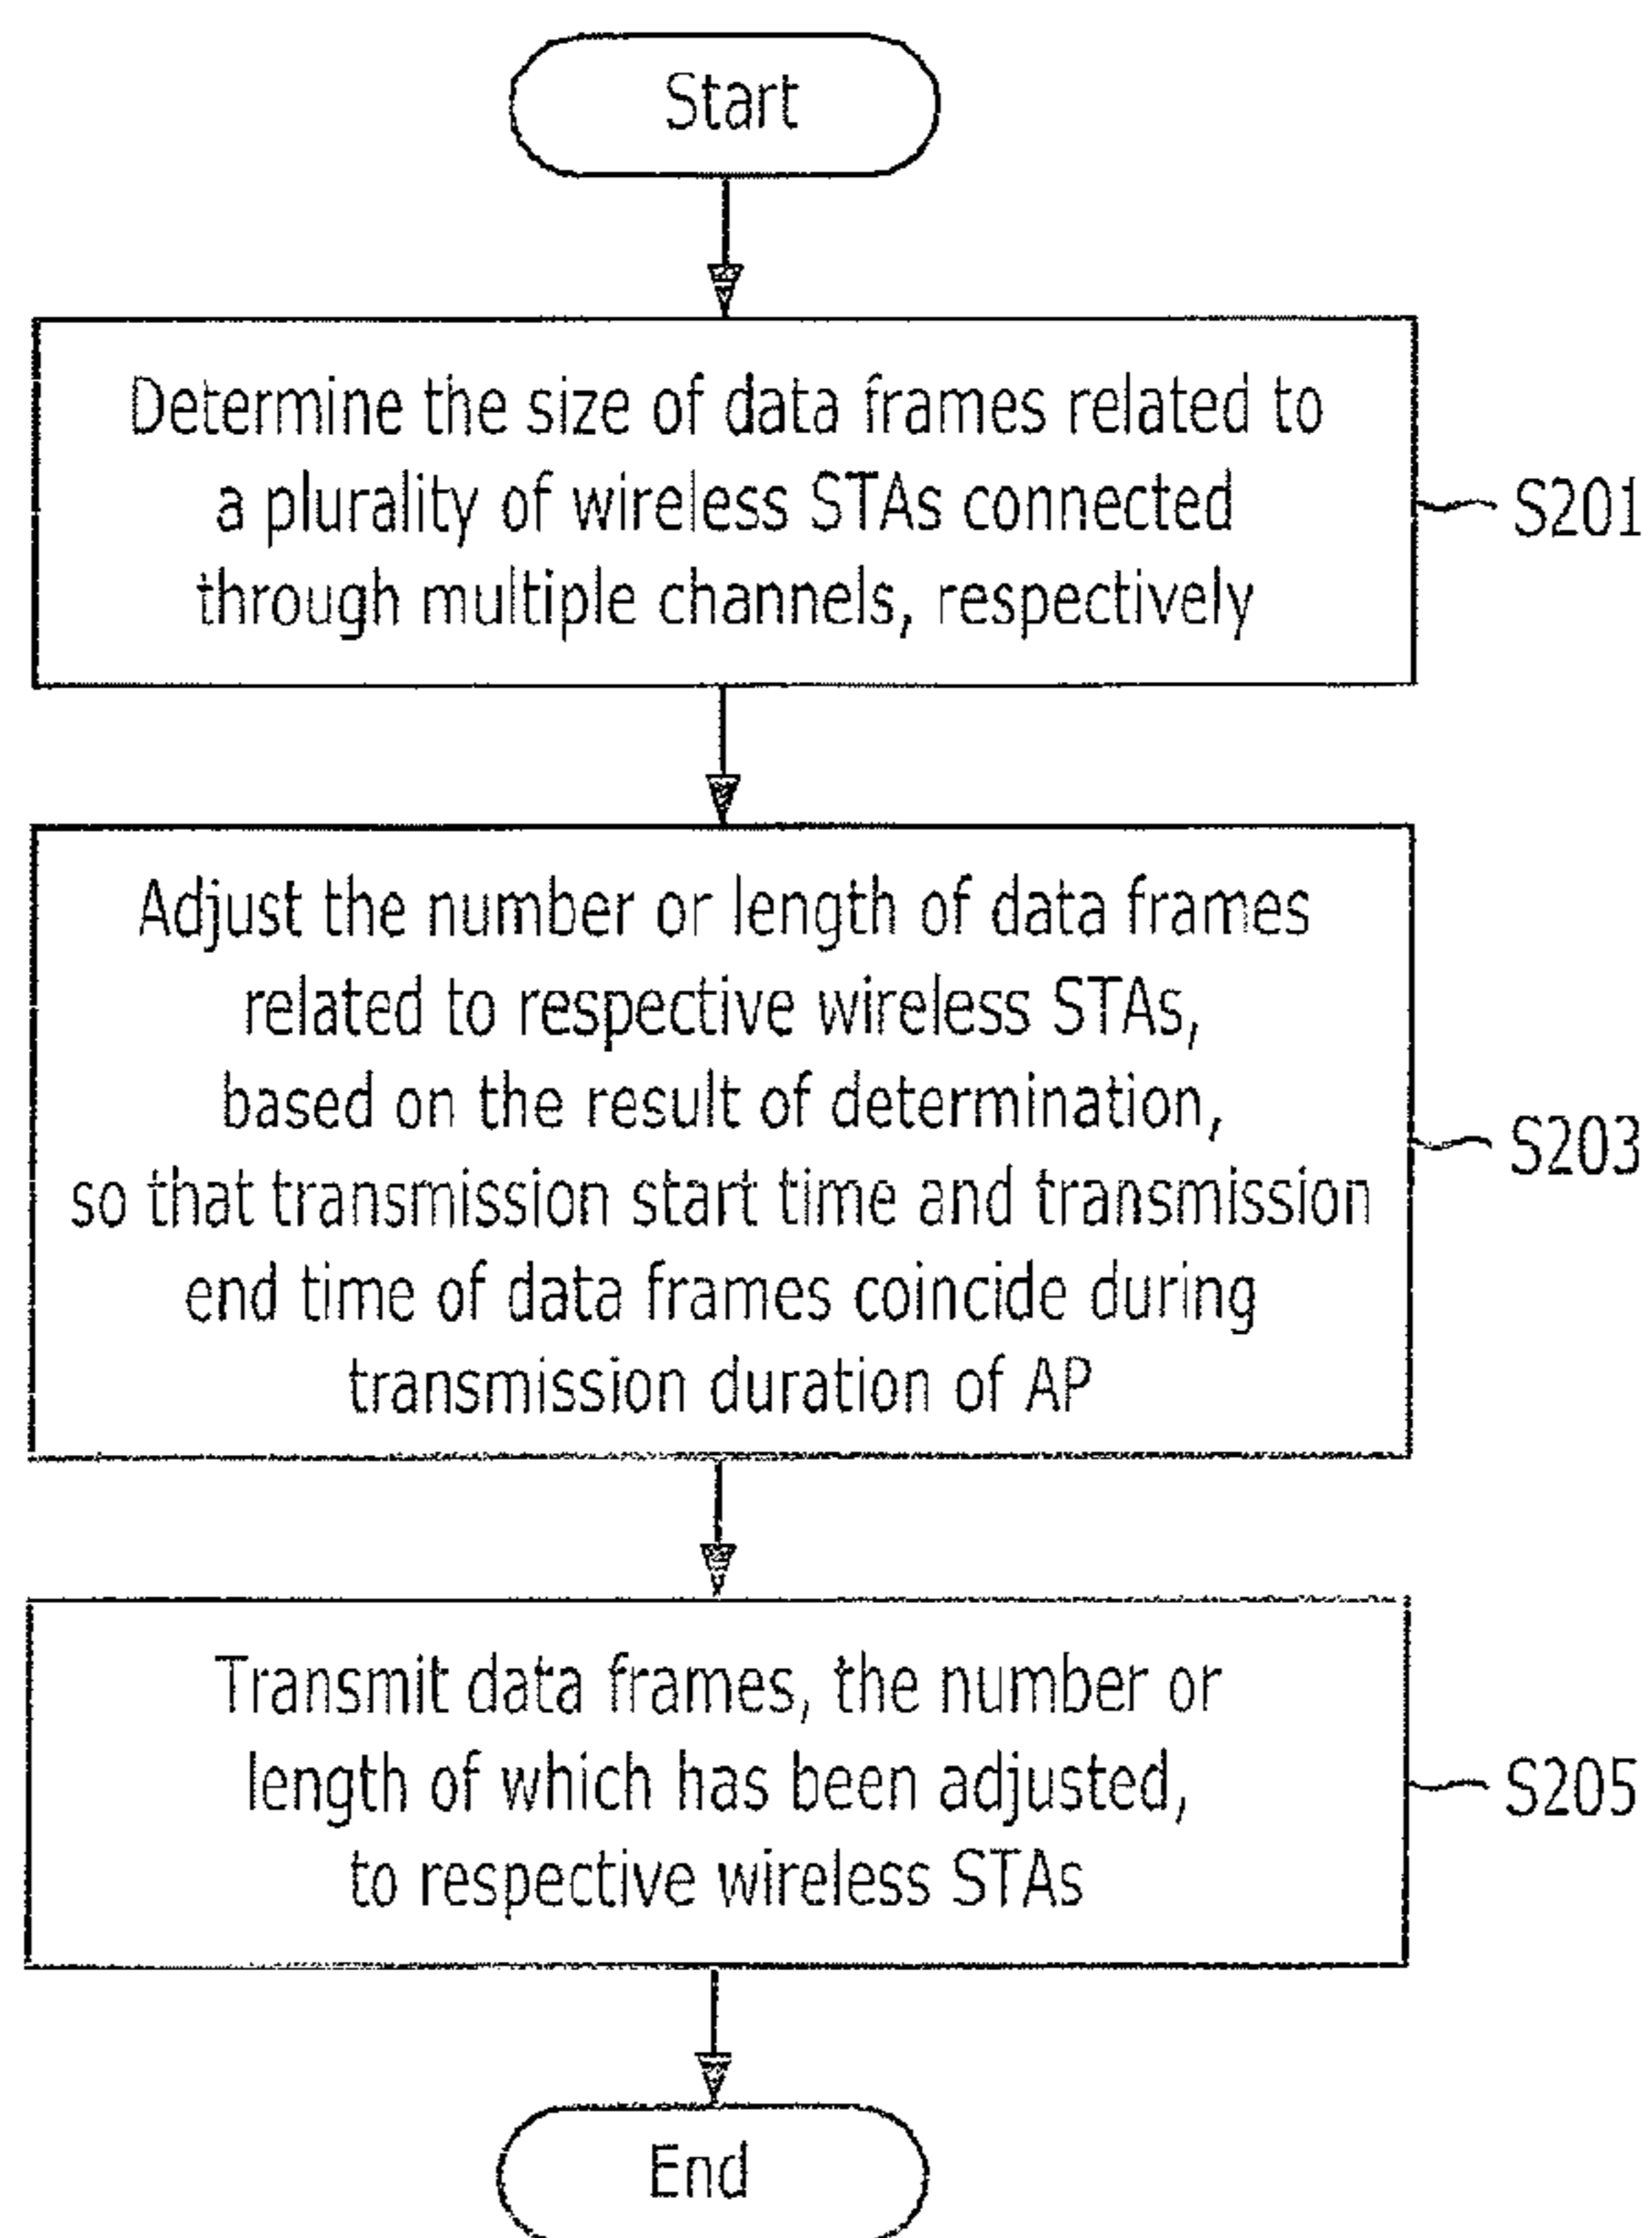 Start
Determine the size of data frames related to
a plurality of wireless STAs connected
through multiple channels, respectively
S201
Adjust the number or length of data frames
related to respective wireless STAs,
based on the result of determination,
so that transmission start time and transmission
end time of data frames coincide during
transmission duration of AP
S203
Transmit data frames, the number or
length of which has been adjusted,
to respective wireless STAs
S205
End